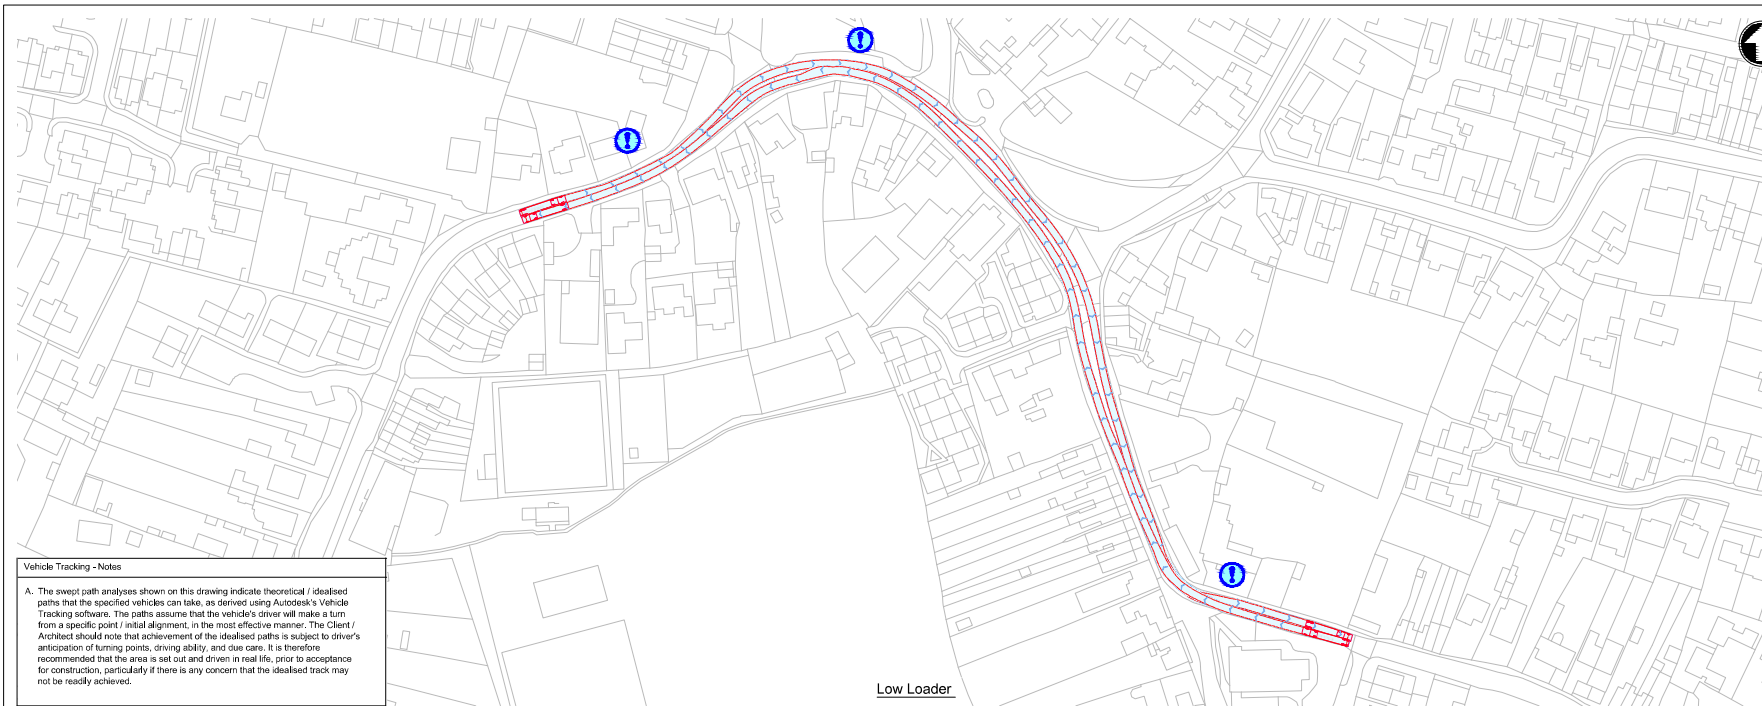 Vehicle Tracking - Notes
A. The swept path analyses shown on this drawing indicate theoretical / idealised
paths that the specified vehicles can take, as derived using Autodesk's Vehicle
Tracking software. The paths assume that the vehicle's driver will make a turn
from a specific point / initial alignment, in the most effective manner. The Client /
Architect should note that achievement of the idealised paths is subject to driver's
anticipation of turning points, driving ability, and due care. It is therefore
recommended that the area is set out and driven in real life, prior to acceptance
for construction, particularly if there is any concern that the idealised track may
not be readily achieved.
Low Loader